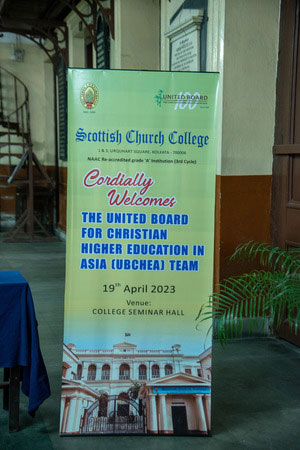 UNITED BOARD
100
Scottish Church College
1 & 3, URQUHART SQUARE, KOLKATA - 700006
NAAC Re-accredited grade 'A' Institution (3rd Cycle)
Cordially
Welcomes
THE UNITED BOARD
FOR CHRISTIAN
HIGHER EDUCATION IN
ASIA (UBCHEA) TEAM
19th April 2023
Venue:
COLLEGE SEMINAR HALL